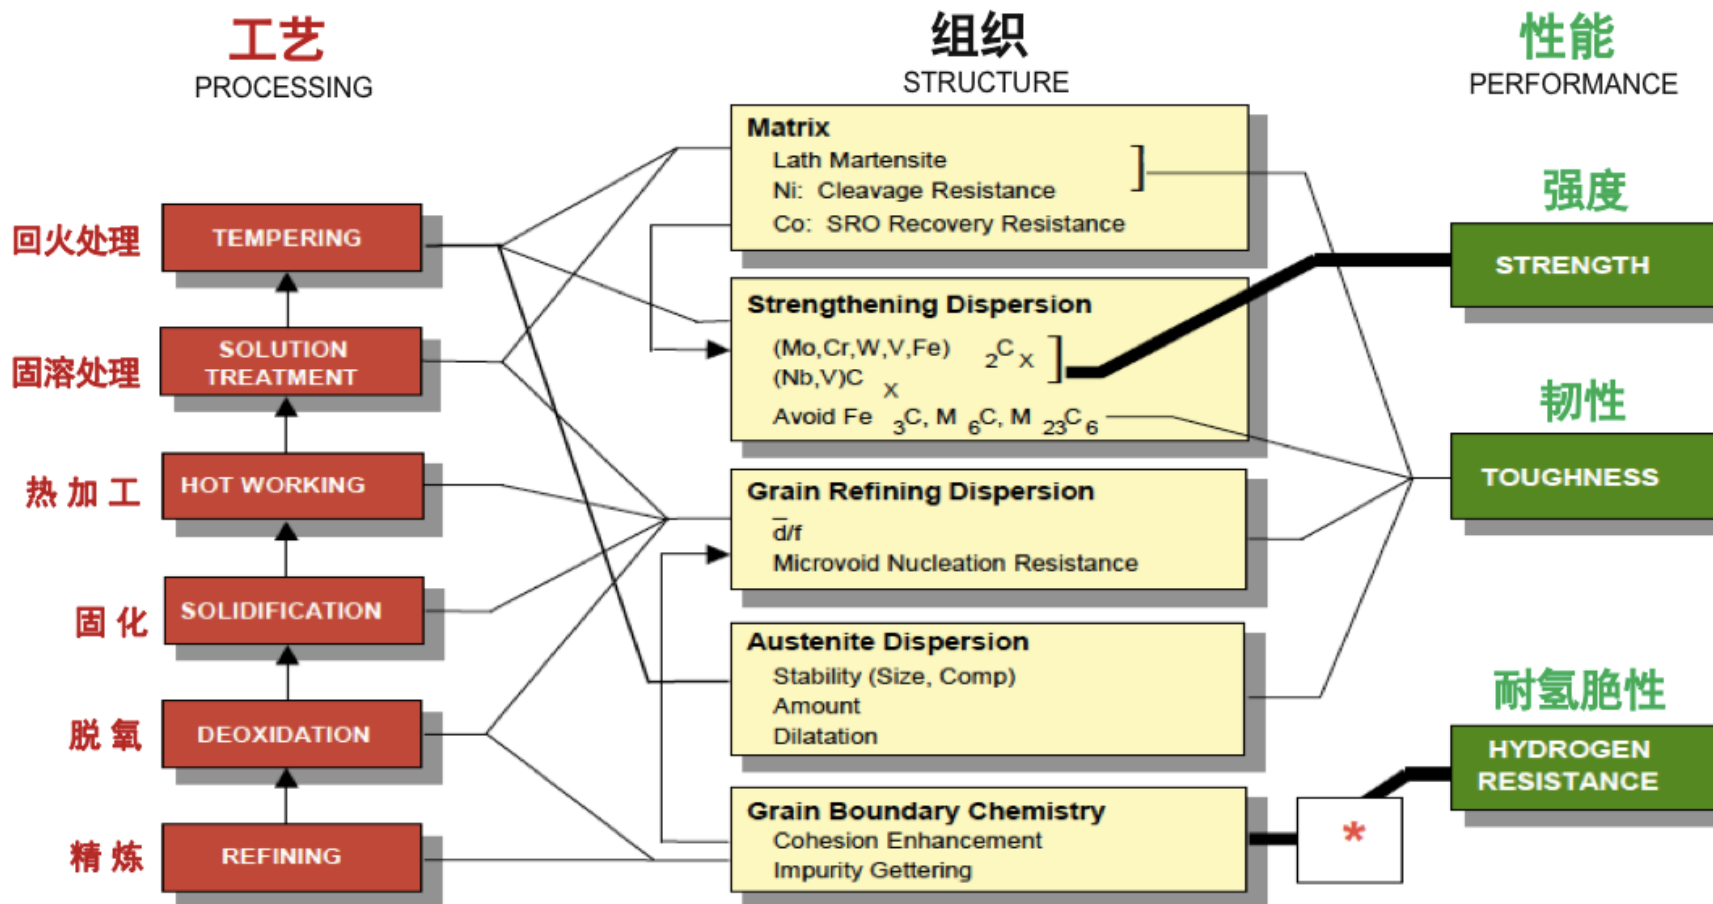 工艺
PROCESSING
回火处理
TEMPERING
固溶处理
SOLUTION
TREATMENT
热加工
HOT WORKING
固化
SOLIDIFICATION
脱氧
DEOXIDATION
精炼
REFINING
组织
STRUCTURE
Matrix
Lath Martensite
Ni: Cleavage Resistance
]
Co: SRO Recovery Resistance
Strengthening Dispersion
(Mo,Cr,W,V,Fe) 2CX
(Nb,V)CX
]
Avoid Fe 3C, M 6C, M 23C6
Grain Refining Dispersion
d̅/f
Microvoid Nucleation Resistance
Austenite Dispersion
Stability (Size, Comp)
Amount
Dilatation
Grain Boundary Chemistry
Cohesion Enhancement
Impurity Gettering
*
性能
PERFORMANCE
强度
STRENGTH
韧性
TOUGHNESS
耐氢脆性
HYDROGEN
RESISTANCE